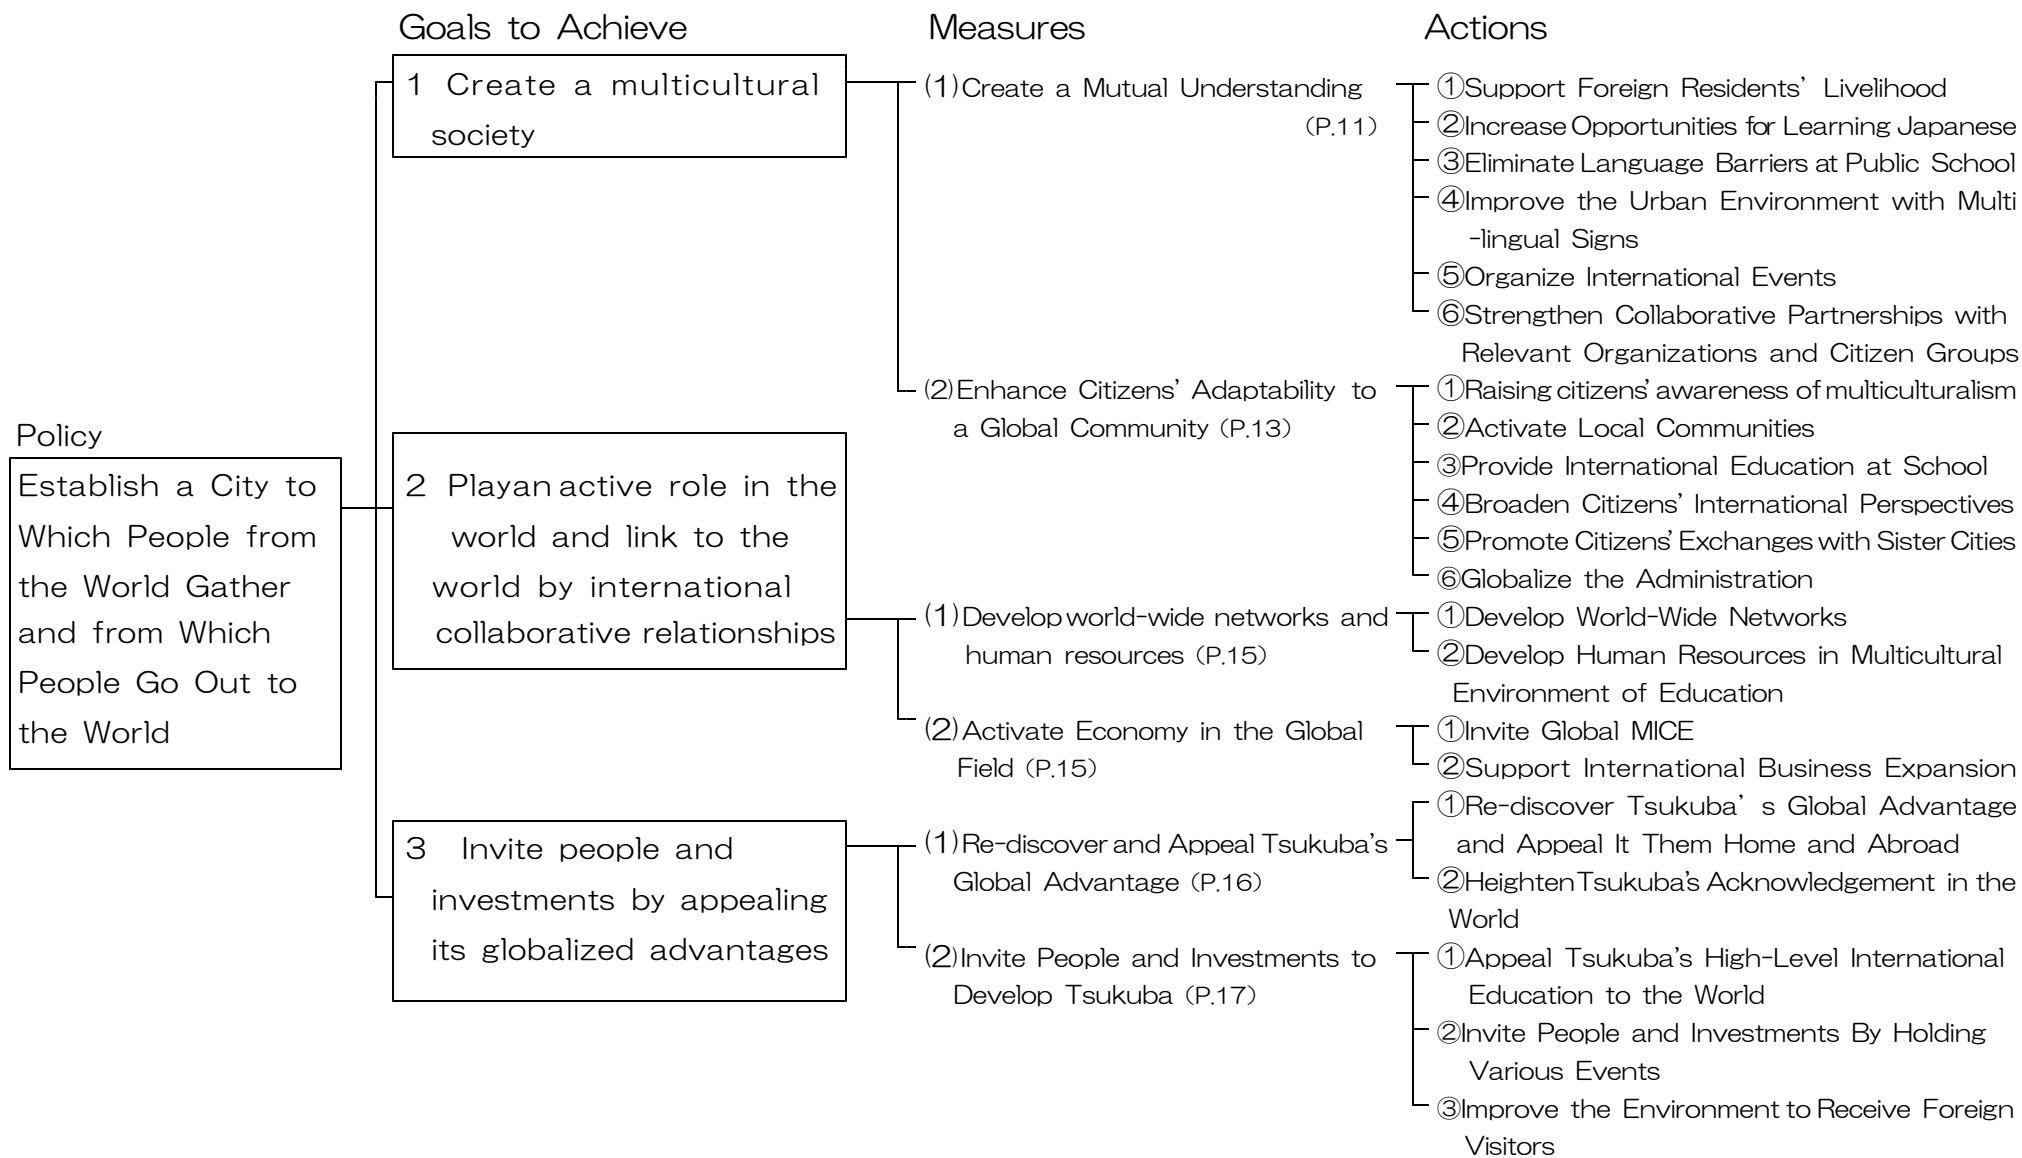 Goals to Achieve
Measures
Actions
Policy
Establish a City to
Which People from
the World Gather
and from Which
People Go Out to
the World
1 Create a multicultural
society
(1)Create a Mutual Understanding
(P.11)
①Support Foreign Residents’ Livelihood
②Increase Opportunities for Learning Japanese
③Eliminate Language Barriers at Public School
④Improve the Urban Environment with Multi
-lingual Signs
⑤Organize International Events
⑥Strengthen Collaborative Partnerships with
Relevant Organizations and Citizen Groups
(2)Enhance Citizens’ Adaptability to
a Global Community (P.13)
①Raising citizens’ awareness of multiculturalism
②Activate Local Communities
③Provide International Education at School
④Broaden Citizens’ International Perspectives
⑤Promote Citizens’ Exchanges with Sister Cities
⑥Globalize the Administration
2 Playan active role in the
world and link to the
world by international
collaborative relationships
(1)Develop world-wide networks and
human resources (P.15)
①Develop World-Wide Networks
②Develop Human Resources in Multicultural
Environment of Education
(2)Activate Economy in the Global
Field (P.15)
①Invite Global MICE
②Support International Business Expansion
3 Invite people and
investments by appealing
its globalized advantages
(1)Re-discover and Appeal Tsukuba’s
Global Advantage (P.16)
①Re-discover Tsukuba’s Global Advantage
and Appeal It Them Home and Abroad
②Heighten Tsukuba’s Acknowledgement in the
World
(2)Invite People and Investments to
Develop Tsukuba (P.17)
①Appeal Tsukuba’s High-Level International
Education to the World
②Invite People and Investments By Holding
Various Events
③Improve the Environment to Receive Foreign
Visitors